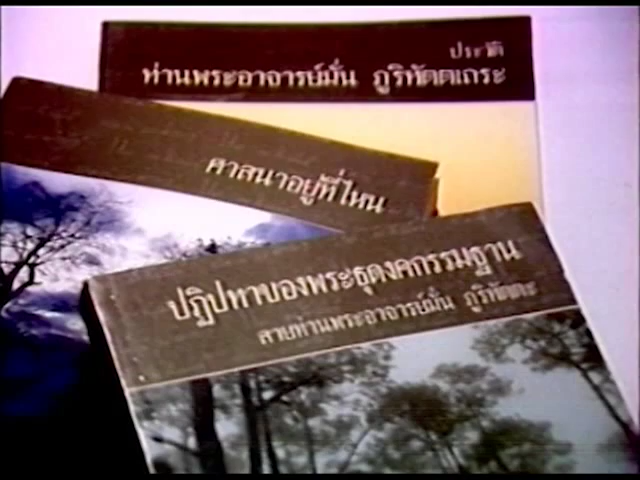 ประวัติ
ท่านพระอาจารย์มั่น ภูริทัตตเถระ
ศาสนาอยู่ที่ไหน
ปฏิปทาของพระธุดงคกรรมฐาน
สายท่านพระอาจารย์มั่น ภูริทัตตเถระ